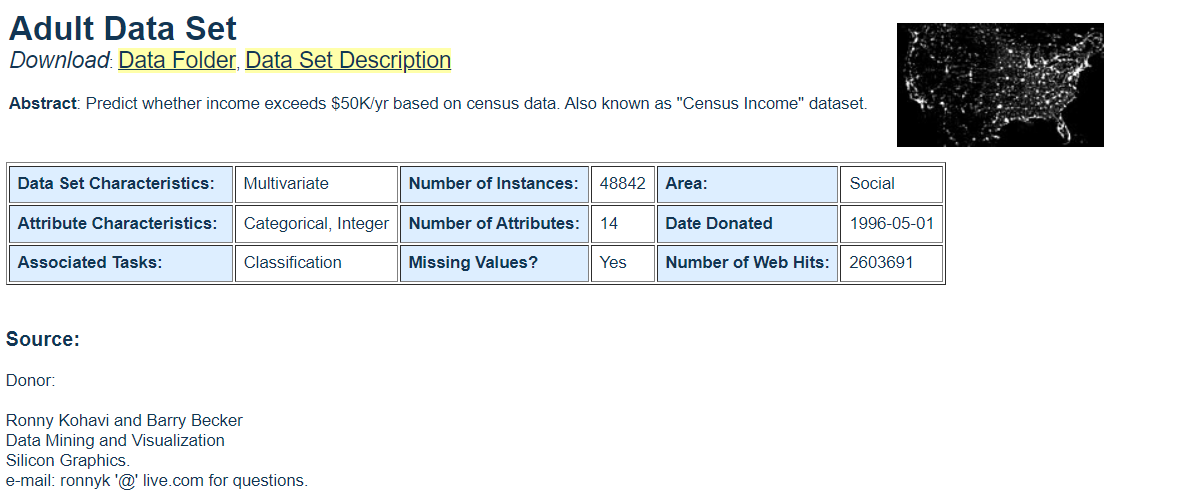 Adult Data Set
Download: Data Folder, Data Set Description
Abstract: Predict whether income exceeds $50K/yr based on census data. Also known as "Census Income" dataset.
Data Set Characteristics: Multivariate Number of Instances: 48842 Area: Social
Attribute Characteristics: Categorical, Integer Number of Attributes: 14 Date Donated 1996-05-01
Associated Tasks: Classification Missing Values? Yes Number of Web Hits: 2603691
Source:
Donor:
Ronny Kohavi and Barry Becker
Data Mining and Visualization
Silicon Graphics.
e-mail: ronnyk '@' live.com for questions.